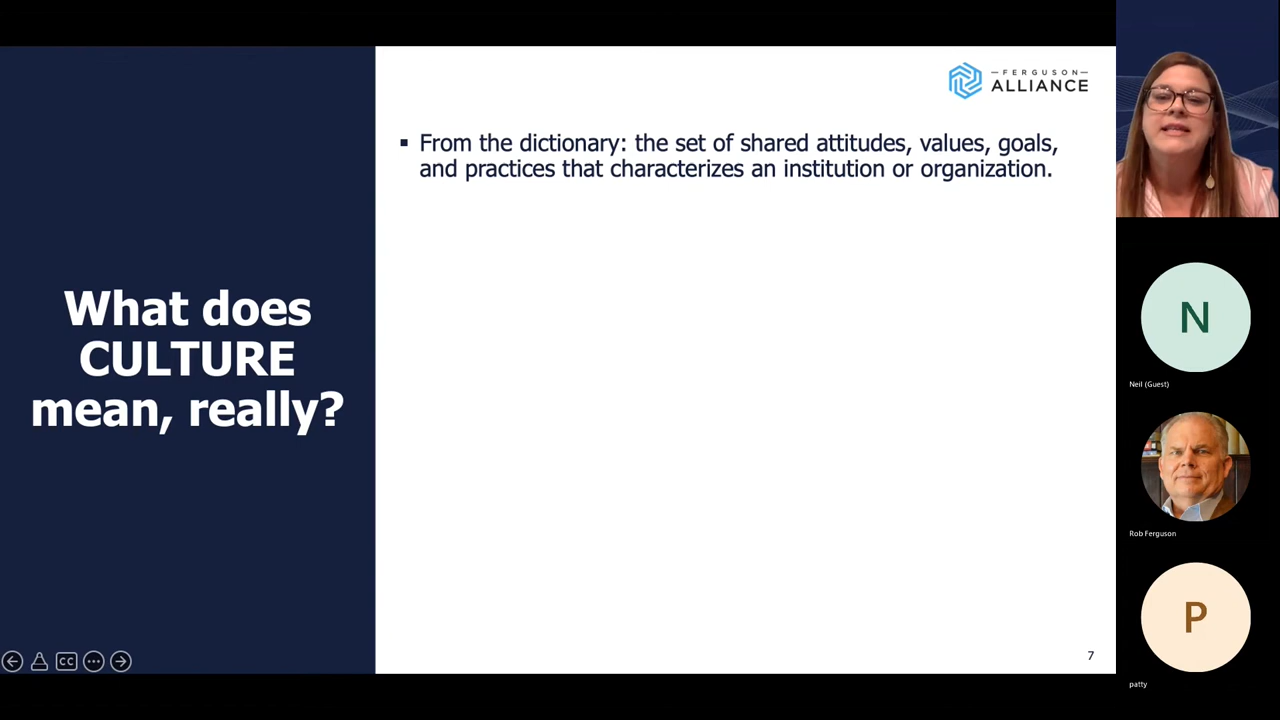 What does
CULTURE
mean, really?
FERGUSON
ALLIANCE
▪ From the dictionary: the set of shared attitudes, values, goals,
and practices that characterizes an institution or organization.
CC
7
N
Neil (Guest)
Rob Ferguson
P
patty